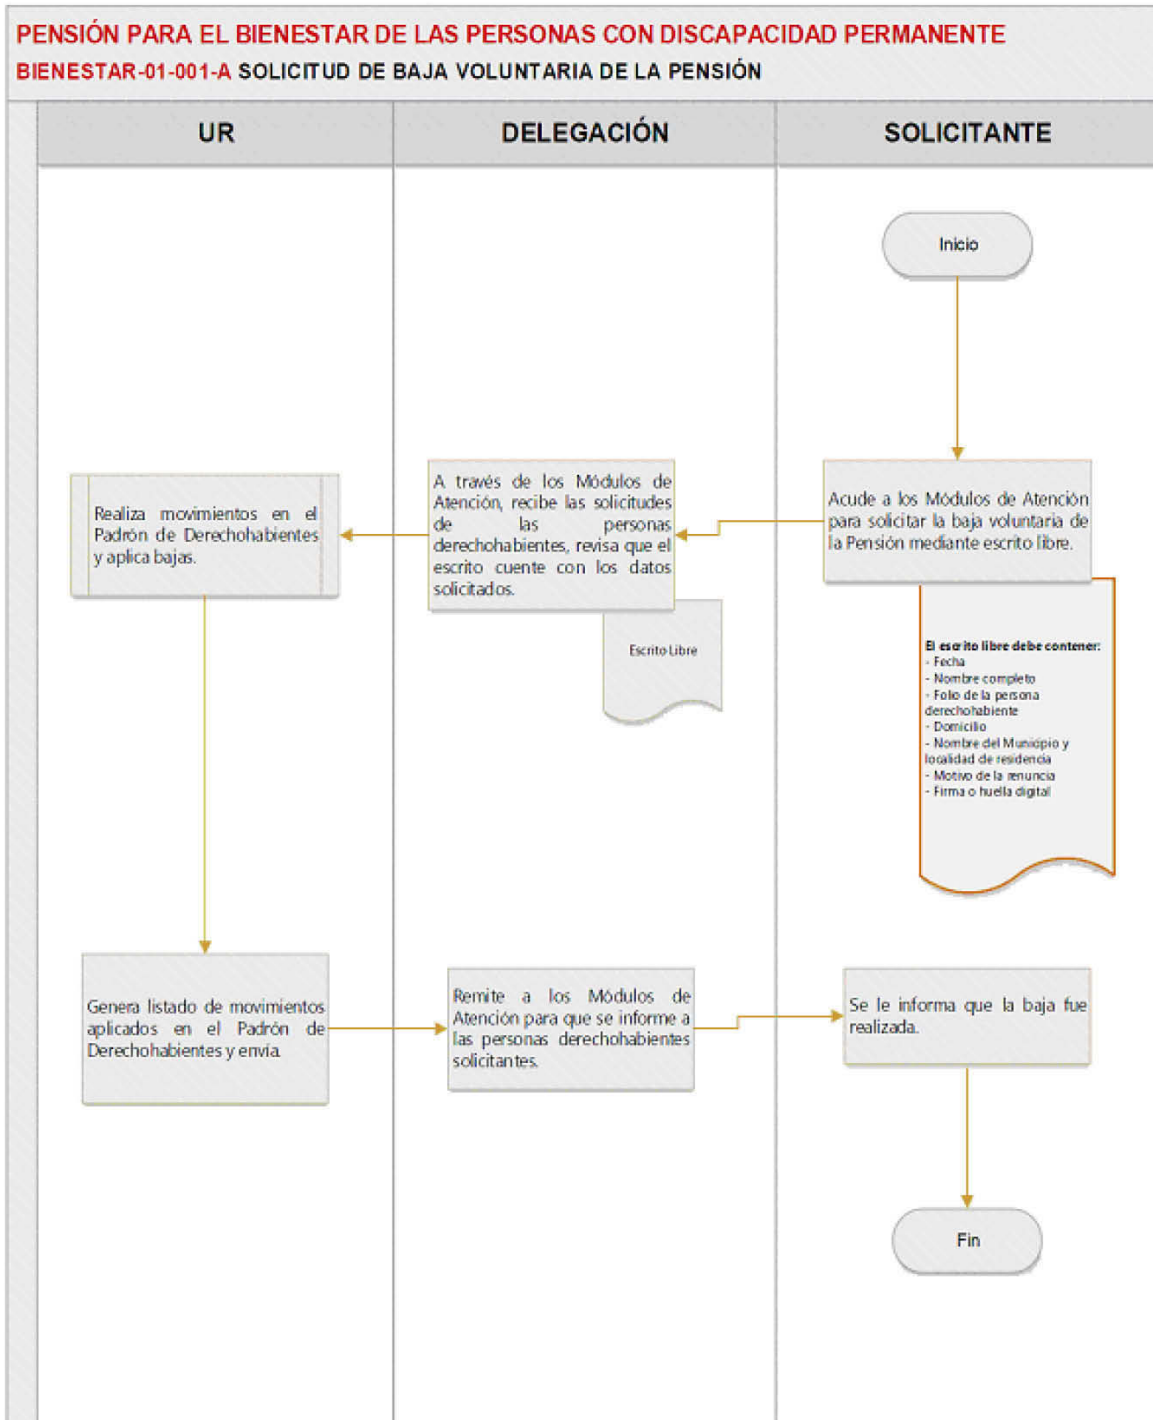 PENSIÓN PARA EL BIENESTAR DE LAS PERSONAS CON DISCAPACIDAD PERMANENTE
BIENESTAR-01-001-A SOLICITUD DE BAJA VOLUNTARIA DE LA PENSIÓN
UR
DELEGACIÓN
SOLICITANTE
Inicio
Acude a los Módulos de Atención
para solicitar la baja voluntaria de
la Pensión mediante escrito libre.
El escrito libre debe contener:
- Fecha
- Nombre completo
- Folio de la persona
derechohabiente
- Domicilio
- Nombre del Municipio y
localidad de residencia
- Motivo de la renuncia
- Firma o huella digital
A través de los Módulos de
Atención, recibe las solicitudes
de las personas
derechohabientes, revisa que el
escrito cuente con los datos
solicitados.
Escrito Libre
Realiza movimientos en el
Padrón de Derechohabientes
y aplica bajas.
Genera listado de movimientos
aplicados en el Padrón de
Derechohabientes y envía.
Remite a los Módulos de
Atención para que se informe a
las personas derechohabientes
solicitantes.
Se le informa que la baja fue
realizada.
Fin